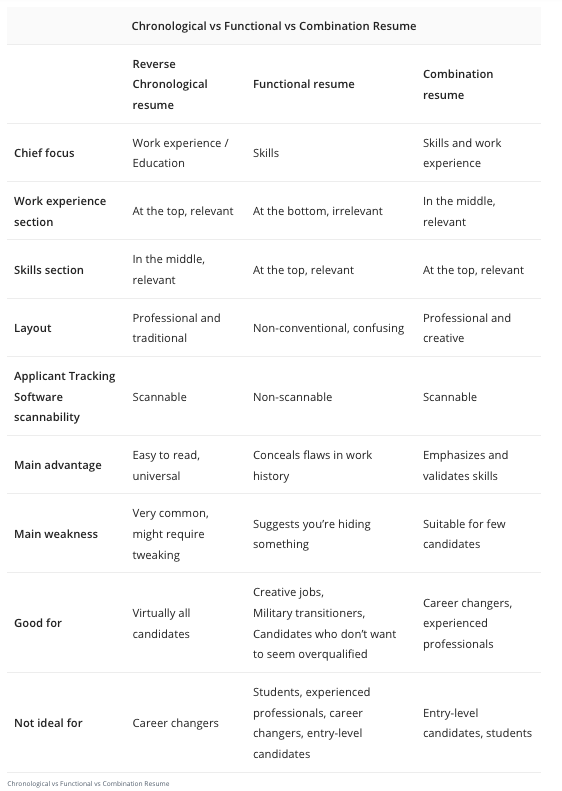 Chronological vs Functional vs Combination Resume
Reverse
Chronological
resume
Functional resume
Combination
resume
Chief focus
Work experience /
Education
Skills
Skills and work
experience
Work experience
section
At the top, relevant
At the bottom, irrelevant
In the middle,
relevant
Skills section
In the middle,
relevant
At the top, relevant
At the top, relevant
Layout
Professional and
traditional
Non-conventional, confusing
Professional and
creative
Applicant Tracking
Software
scannability
Scannable
Non-scannable
Scannable
Main advantage
Easy to read,
universal
Conceals flaws in work
history
Emphasizes and
validates skills
Main weakness
Very common,
might require
tweaking
Suggests you’re hiding
something
Suitable for few
candidates
Good for
Virtually all
candidates
Creative jobs,
Military transitioners,
Candidates who don’t want
to seem overqualified
Career changers,
experienced
professionals
Not ideal for
Career changers
Students, experienced
professionals, career
changers, entry-level
candidates
Entry-level
candidates, students
Chronological vs Functional vs Combination Resume